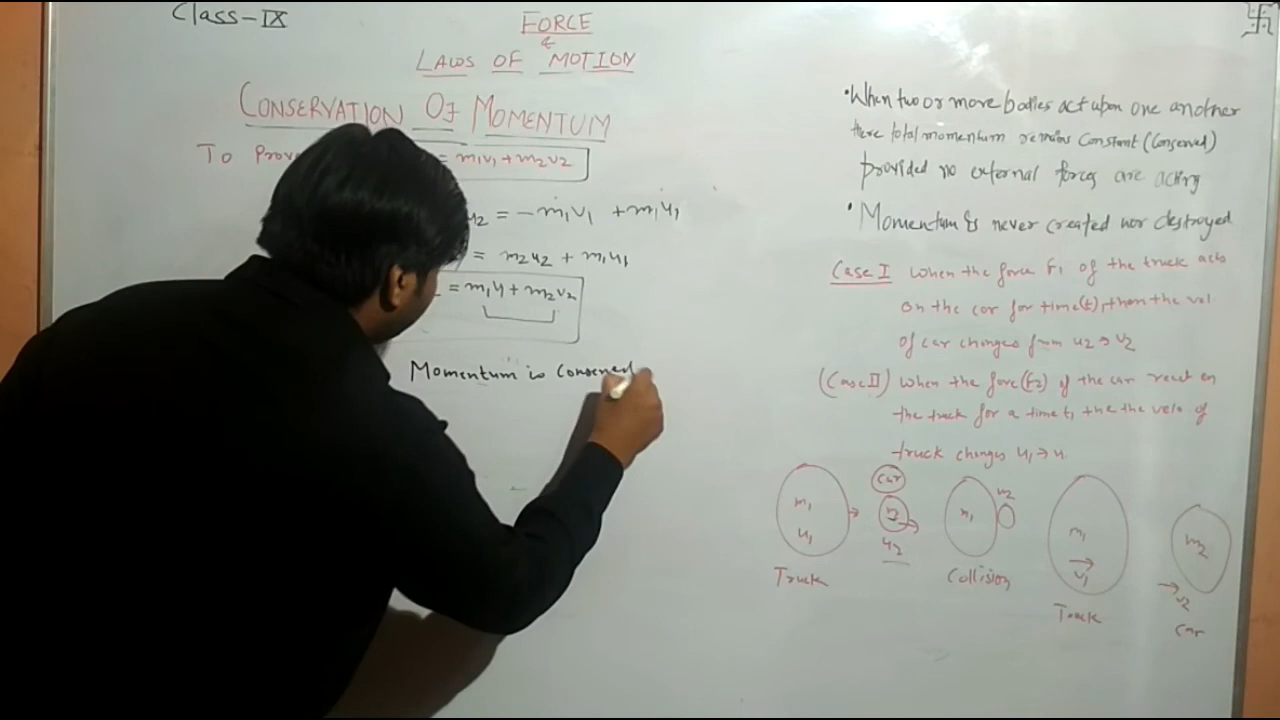 Class-IX
FORCE
&
LAWS OF MOTION
CONSERVATION OF MOMENTUM
To Prove = m₁v₁ + m₂v₂
u₂ = -m₁v₁ + m₁u₁
= m₂u₂ + m₁u₁
= m₁u + m₂v₂
Momentum is conserved
• When two or more bodies act upon one another
there total momentum remains constant (conserved)
provided no external forces are acting
• Momentum is never created nor destroyed
Case I When the force F₁ of the truck acts
on the car for time(t), then the vel
of car changes from u₂ → v₂
(Case II) When the force(F₂) of the car react on
the truck for a time t, the the velo of
truck changes u₁ →
m₁
u₁
Truck
Car
m₂
u₂
m₁
m₂
Collision
m₁
v₁
Truck
m₂
v₂
Car